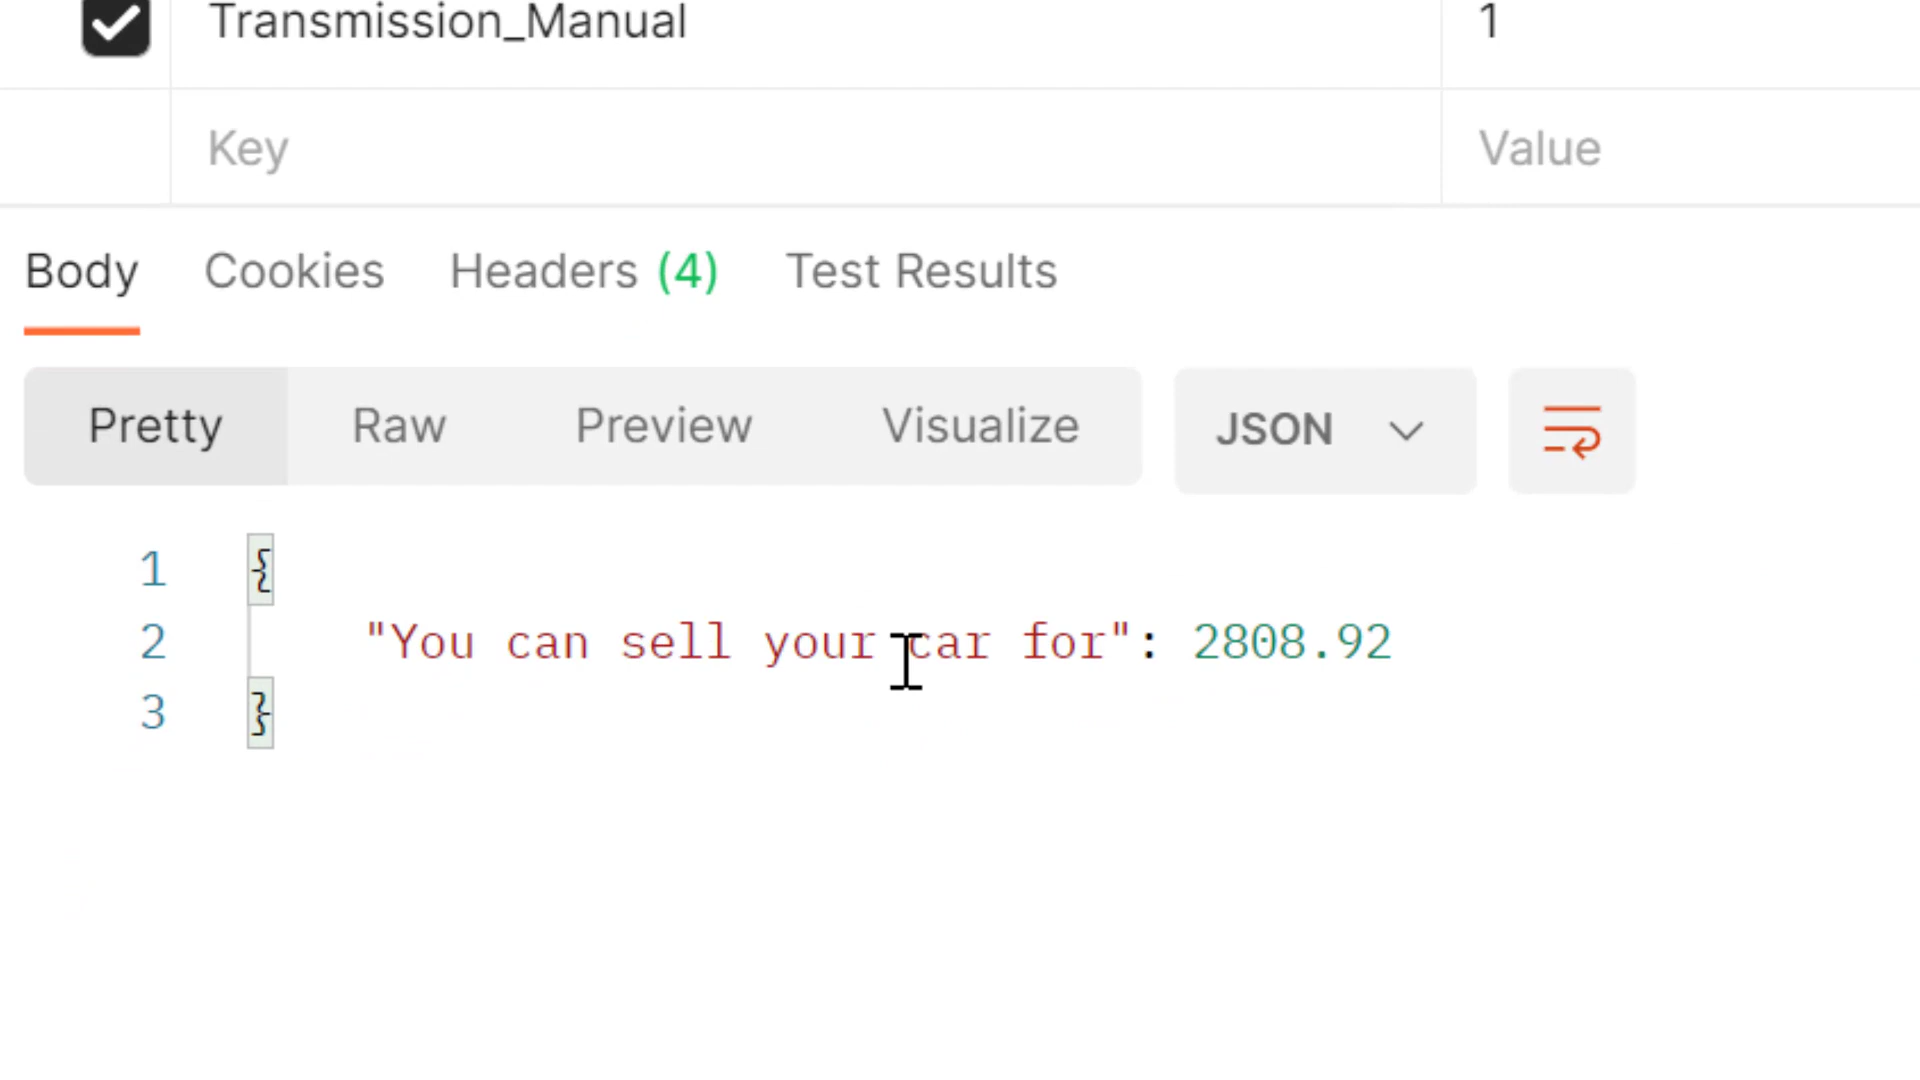 Transmission_Manual 1
Key Value
Body Cookies Headers (4) Test Results
Pretty Raw Preview Visualize JSON
1 {
2 "You can sell your car for": 2808.92
3 }